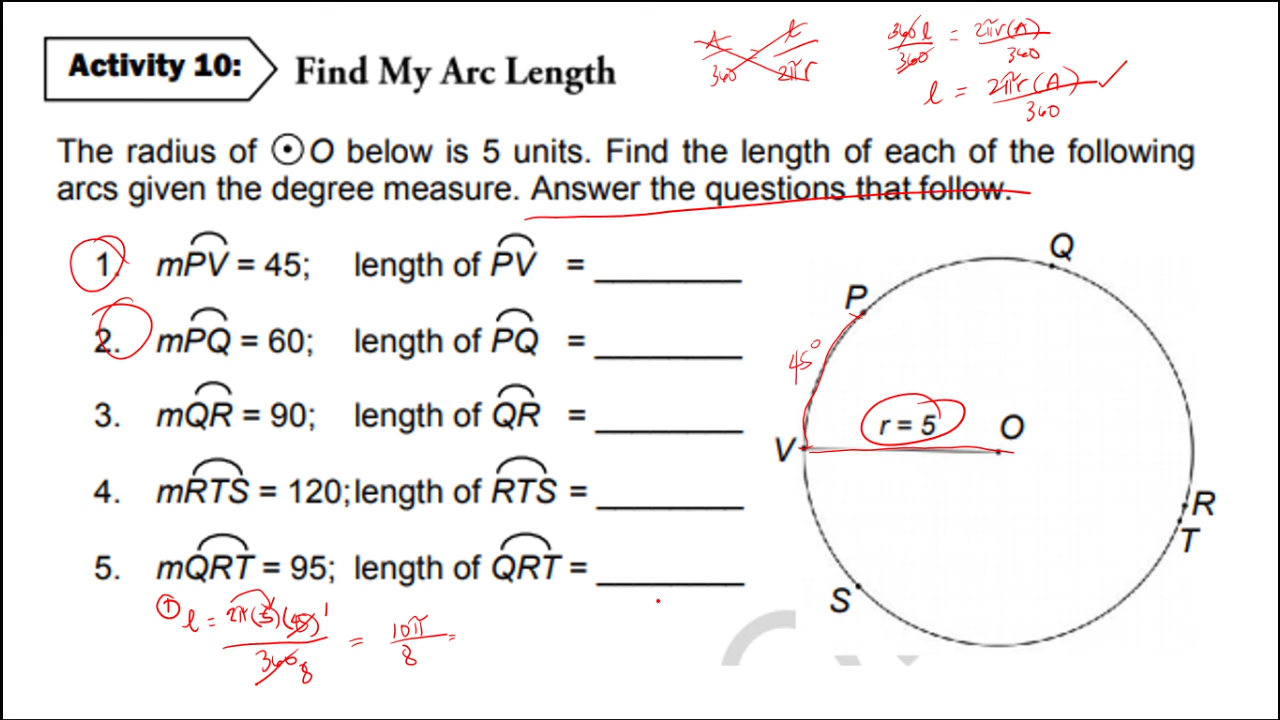 Activity 10: Find My Arc Length
A/360 = l/2πr
360l/360 = 2πr(A)/360
l = 2πr(A)/360 ✓
The radius of ⊙O below is 5 units. Find the length of each of the following
arcs given the degree measure. Answer the questions that follow.
1. mPV = 45; length of PV = ________
2. mPQ = 60; length of PQ = ________
3. mQR = 90; length of QR = ________
4. mRTS = 120; length of RTS = ________
5. mQRT = 95; length of QRT = ________
Q
P
45°
r = 5
O
V
R
T
S
① l = 2π(5)(45) 1/360 8 = 10π/8 =